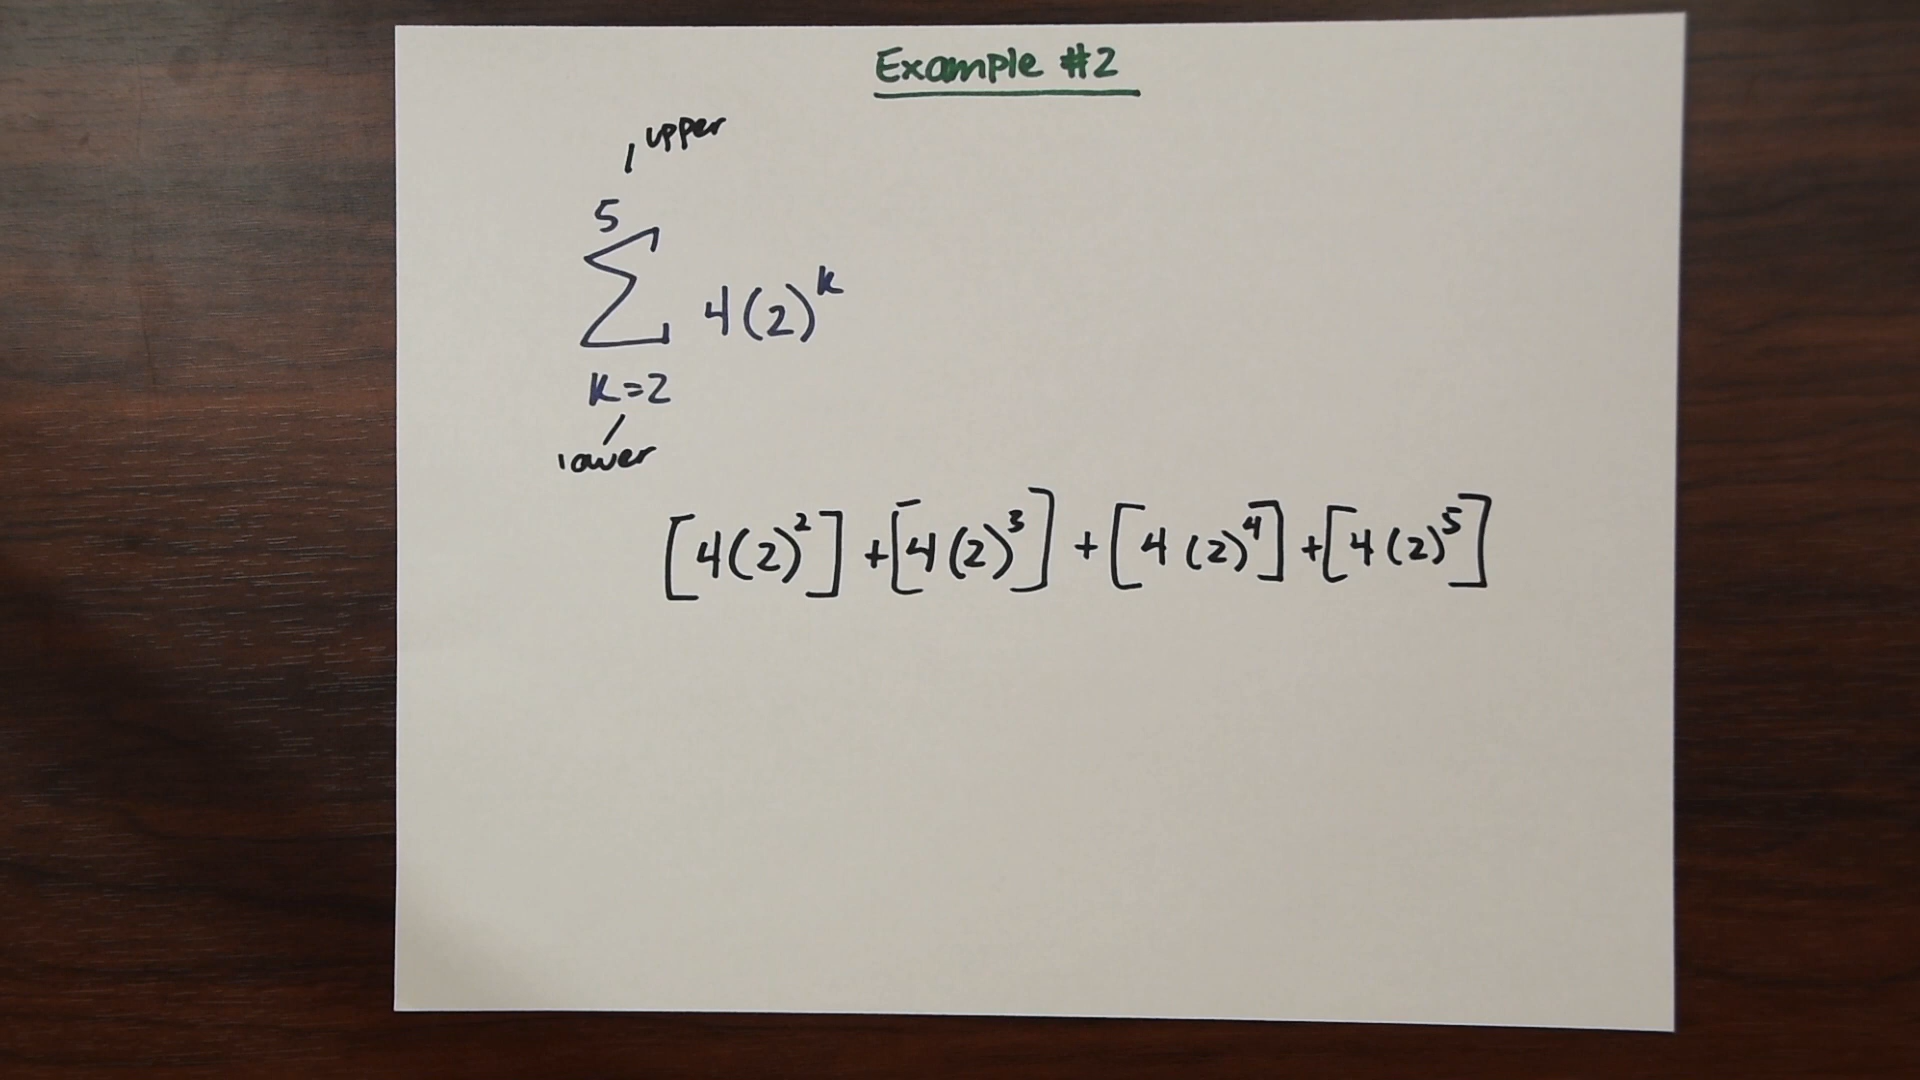 Example #2
upper
5
Σ 4(2)^k
k=2
lower
[4(2)²] + [4(2)³] + [4(2)⁴] + [4(2)⁵]